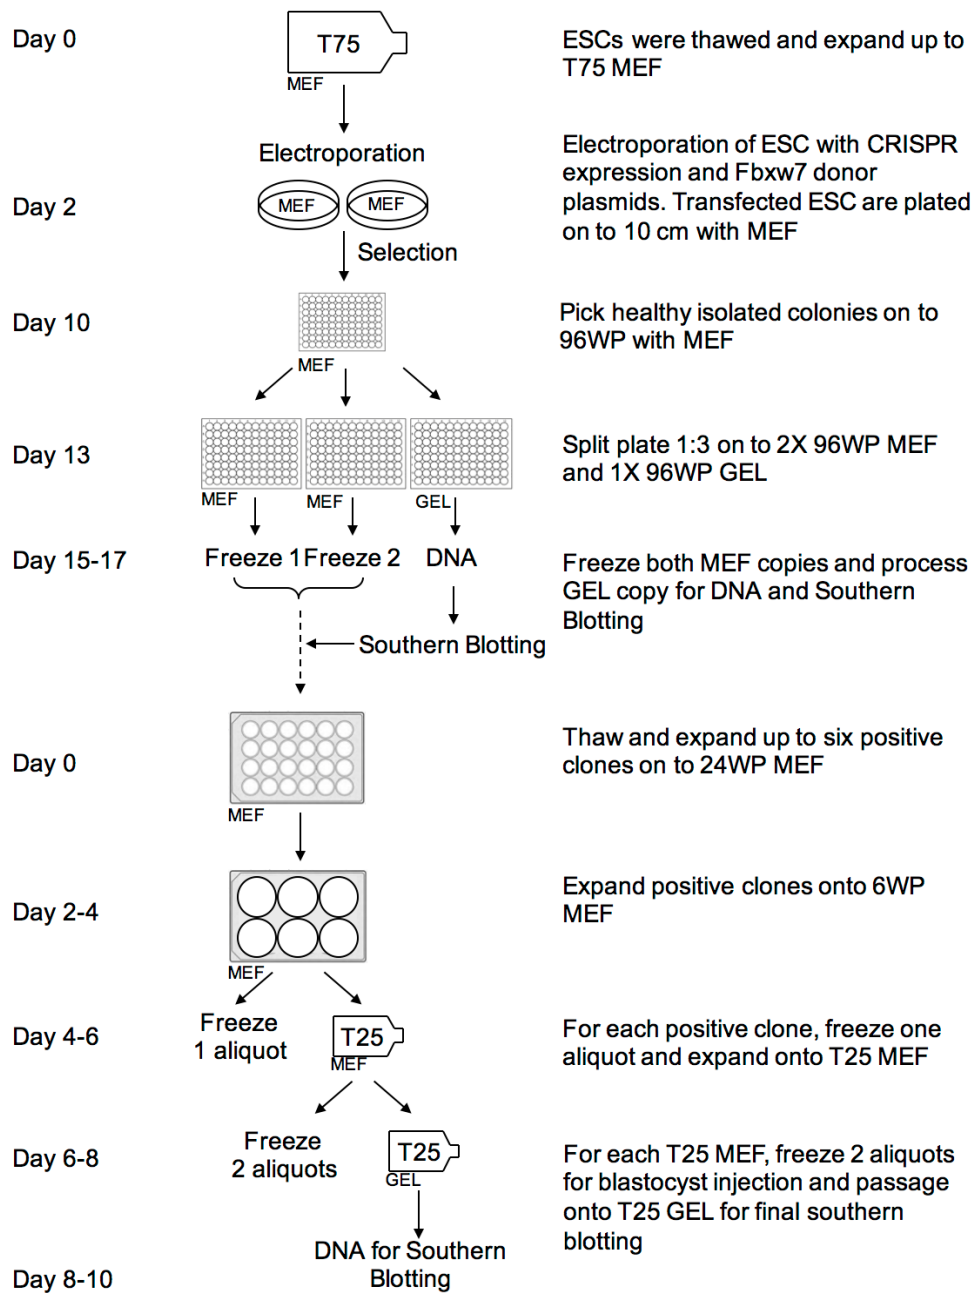 Day 0
T75
MEF
ESCs were thawed and expand up to
T75 MEF
Electroporation
Day 2
MEF
MEF
Electroporation of ESC with CRISPR
expression and Fbxw7 donor
plasmids. Transfected ESC are plated
on to 10 cm with MEF
Selection
Day 10
MEF
Pick healthy isolated colonies on to
96WP with MEF
Day 13
MEF
MEF
GEL
Split plate 1:3 on to 2X 96WP MEF
and 1X 96WP GEL
Day 15-17
Freeze 1
Freeze 2
DNA
Freeze both MEF copies and process
GEL copy for DNA and Southern
Blotting
Southern Blotting
Day 0
MEF
Thaw and expand up to six positive
clones on to 24WP MEF
Day 2-4
MEF
Expand positive clones onto 6WP
MEF
Day 4-6
Freeze
1 aliquot
T25
MEF
For each positive clone, freeze one
aliquot and expand onto T25 MEF
Day 6-8
Freeze
2 aliquots
T25
GEL
For each T25 MEF, freeze 2 aliquots
for blastocyst injection and passage
onto T25 GEL for final southern
blotting
DNA for Southern
Blotting
Day 8-10